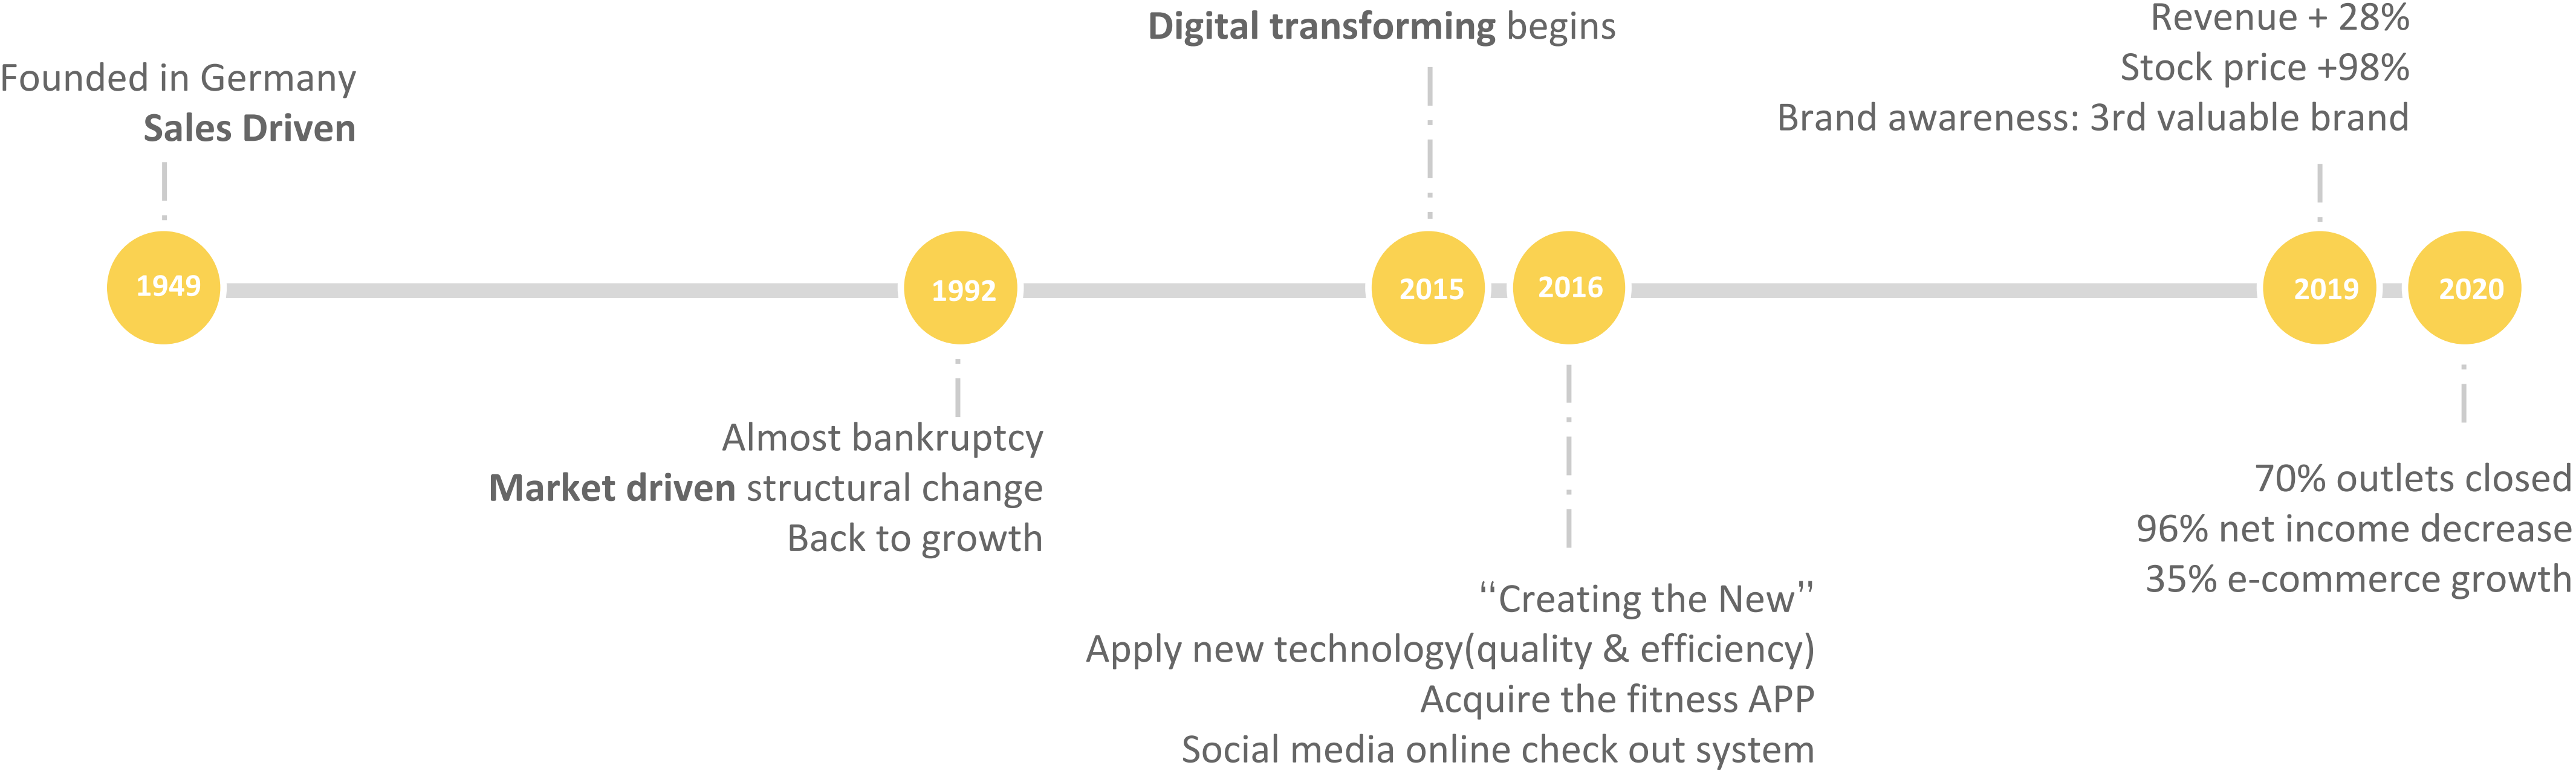 Founded in Germany
Sales Driven
1949
1992
Almost bankruptcy
Market driven structural change
Back to growth
Digital transforming begins
2015
2016
“Creating the New”
Apply new technology(quality & efficiency)
Acquire the fitness APP
Social media online check out system
Revenue + 28%
Stock price +98%
Brand awareness: 3rd valuable brand
2019
2020
70% outlets closed
96% net income decrease
35% e-commerce growth